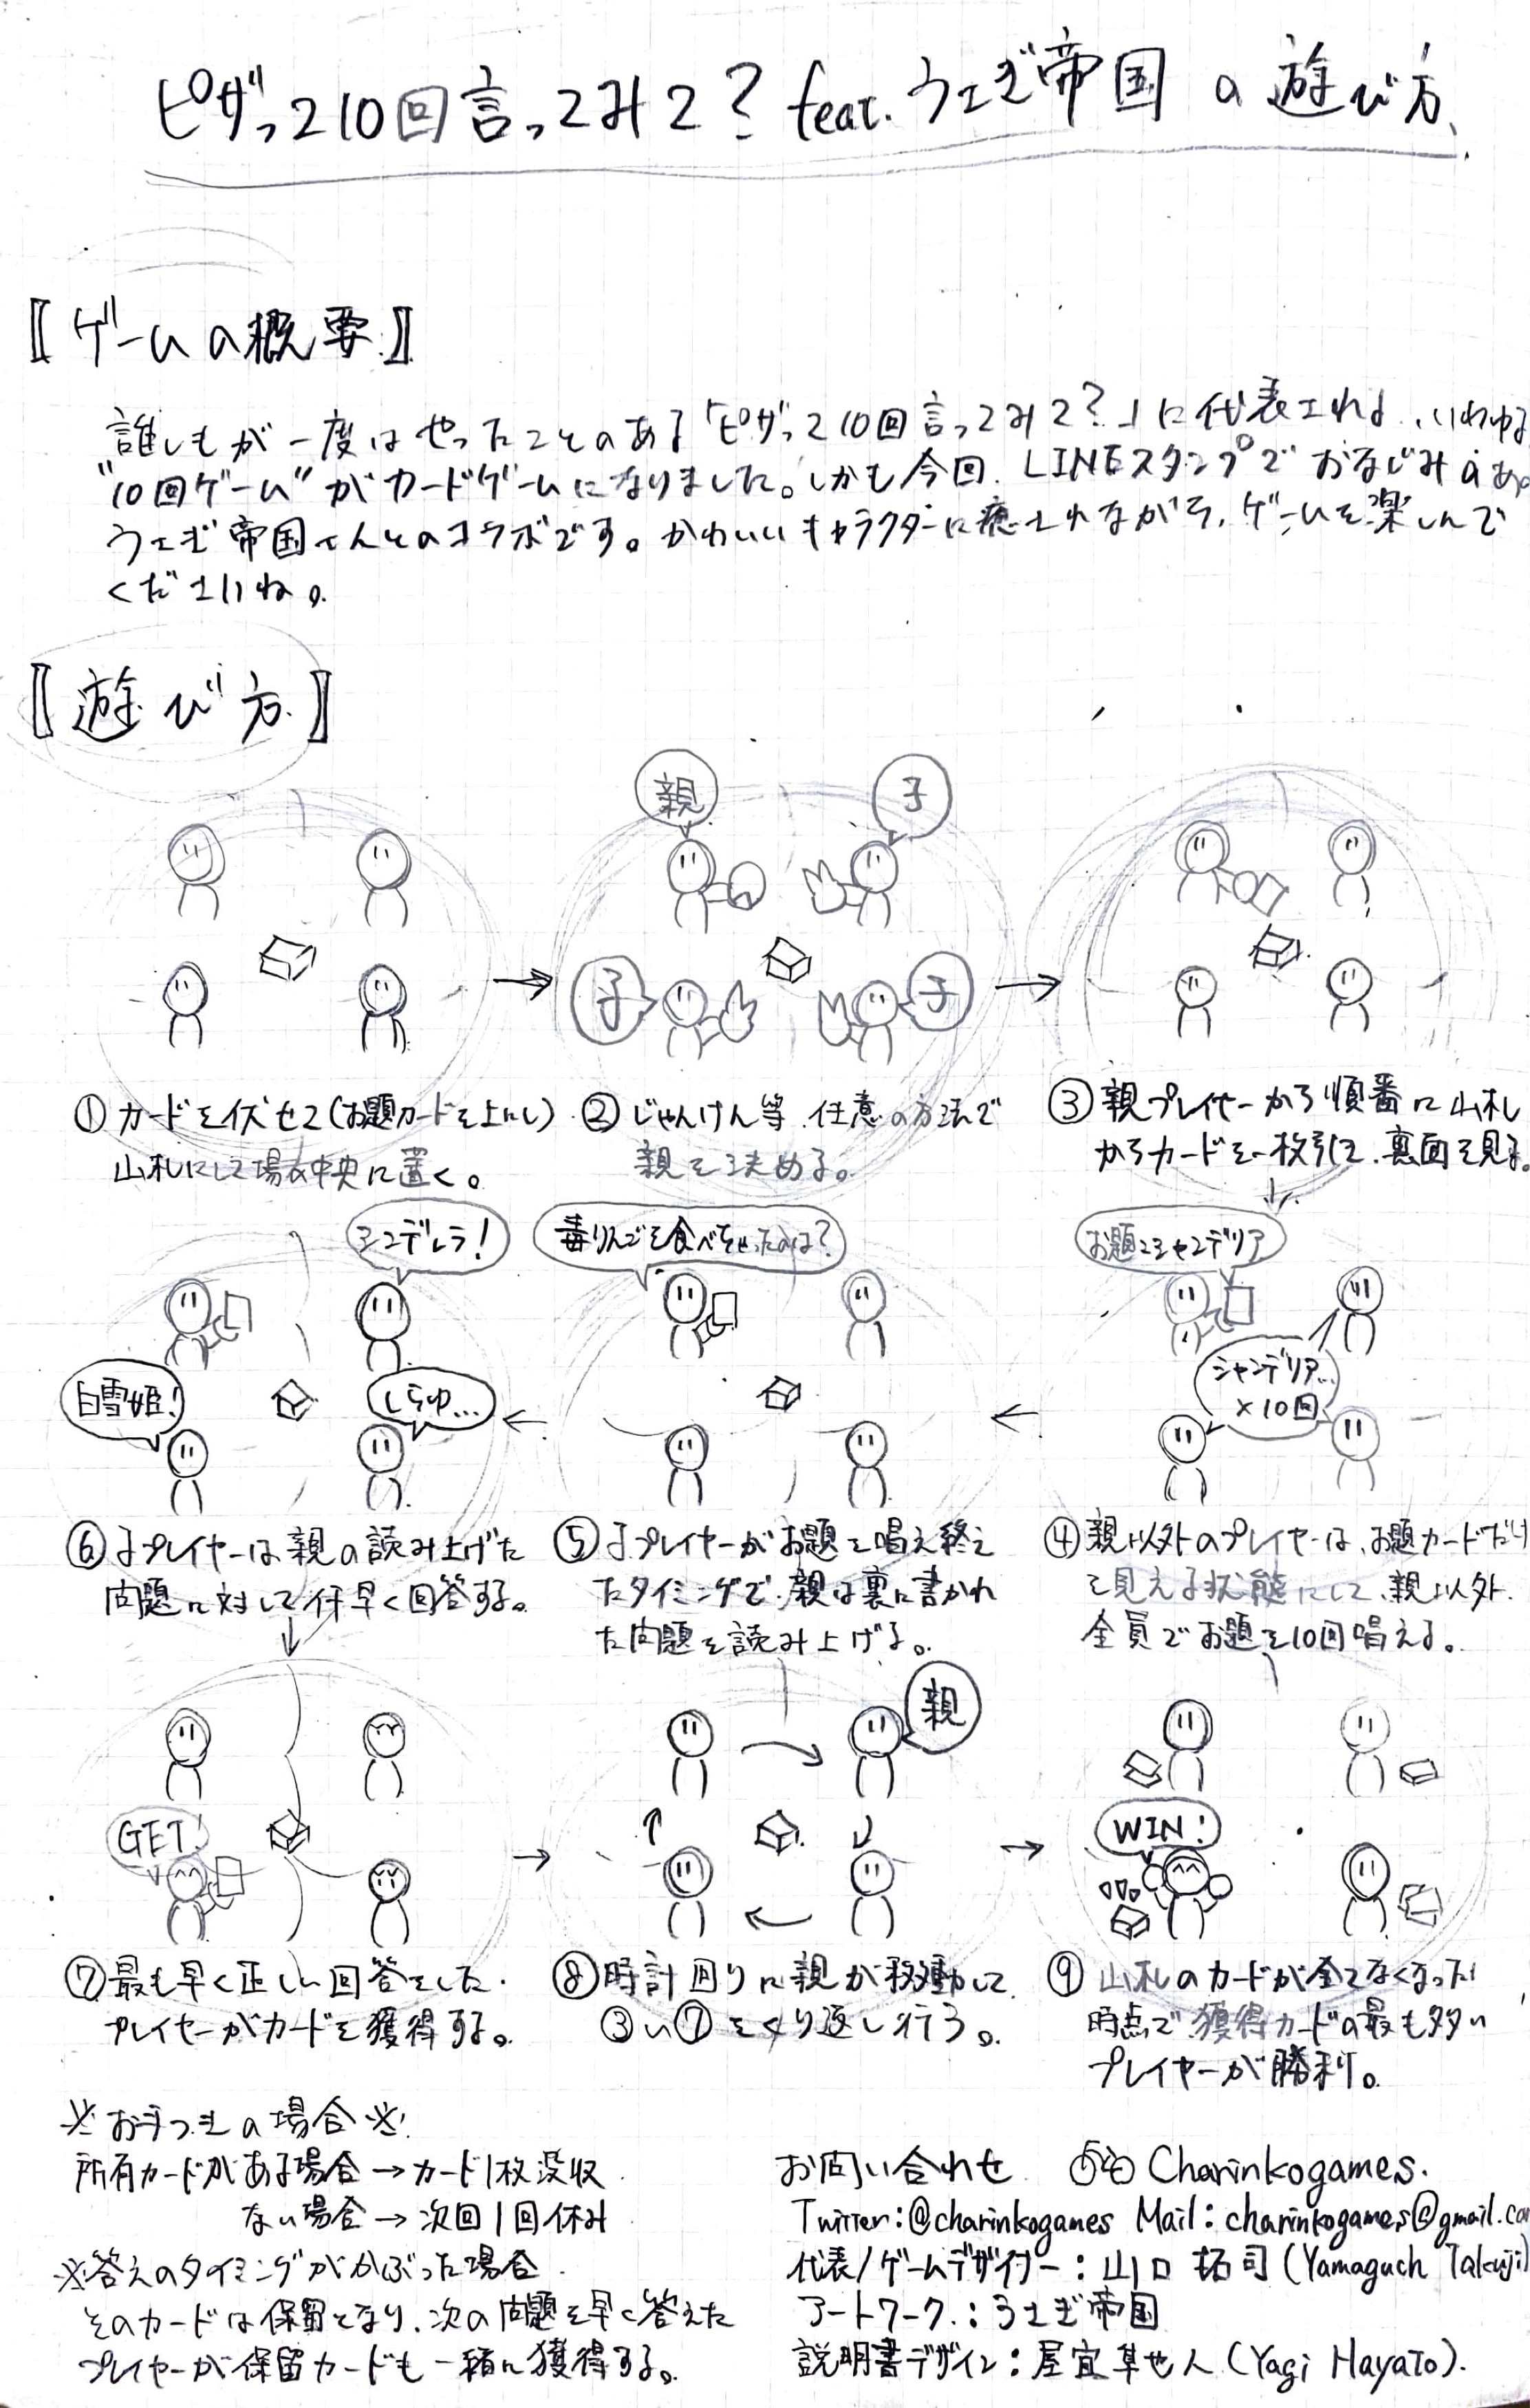 ピザって10回言ってみて? feat.うさぎ帝国の遊び方
〖ゲームの概要〗
誰しもが一度はやったことのある「ピザって10回言ってみて?」に代表される、いわゆる
"10回ゲーム"がカードゲームになりました。しかも今回、LINEスタンプでおなじみのあの
うさぎ帝国さんとのコラボです。かわいいキャラクターに癒されながら、ゲームを楽しんで
くださいね。
〖遊び方〗
親
子
子
子
①カードを伏せて(お題カードを上にし)
山札にして場の中央に置く。
②じゃんけん等、任意の方法で
親を決める。
③親プレイヤーから順番に山札
からカードを一枚引き、裏面を見る。
お題:シャンデリア
シャンデリア…
×10回
④親以外のプレイヤーは、お題カードだけ
を見える状態にして、親以外
全員でお題を10回唱える。
毒りんごを食べちゃったのは?
⑤子プレイヤーがお題を唱え終え
たタイミングで、親は裏に書かれ
た問題を読み上げる。
シンデレラ!
白雪姫!
しらゆ…
⑥子プレイヤーは親の読み上げた
問題に対して素早く回答する。
GET!
⑦最も早く正しい回答をした
プレイヤーがカードを獲得する。
親
⑧時計回りに親が移動して
③〜⑦をくり返し行う。
WIN!
⑨山札のカードが全てなくなった
時点で獲得カードの最も多い
プレイヤーが勝利。
※お手つきの場合※
所有カードがある場合→カード1枚没収
ない場合→次回1回休み
※答えのタイミングがかぶった場合
そのカードは保留となり、次の問題を早く答えた
プレイヤーが保留カードも一緒に獲得する。
お問い合わせ Charinkogames.
Twitter:@charinkogames Mail:charinkogames@gmail.co
代表/ゲームデザイナー:山口 拓司(Yamaguch Takuji)
アートワーク:うさぎ帝国
説明書デザイン:屋宜隼也人(Yagi Hayato).